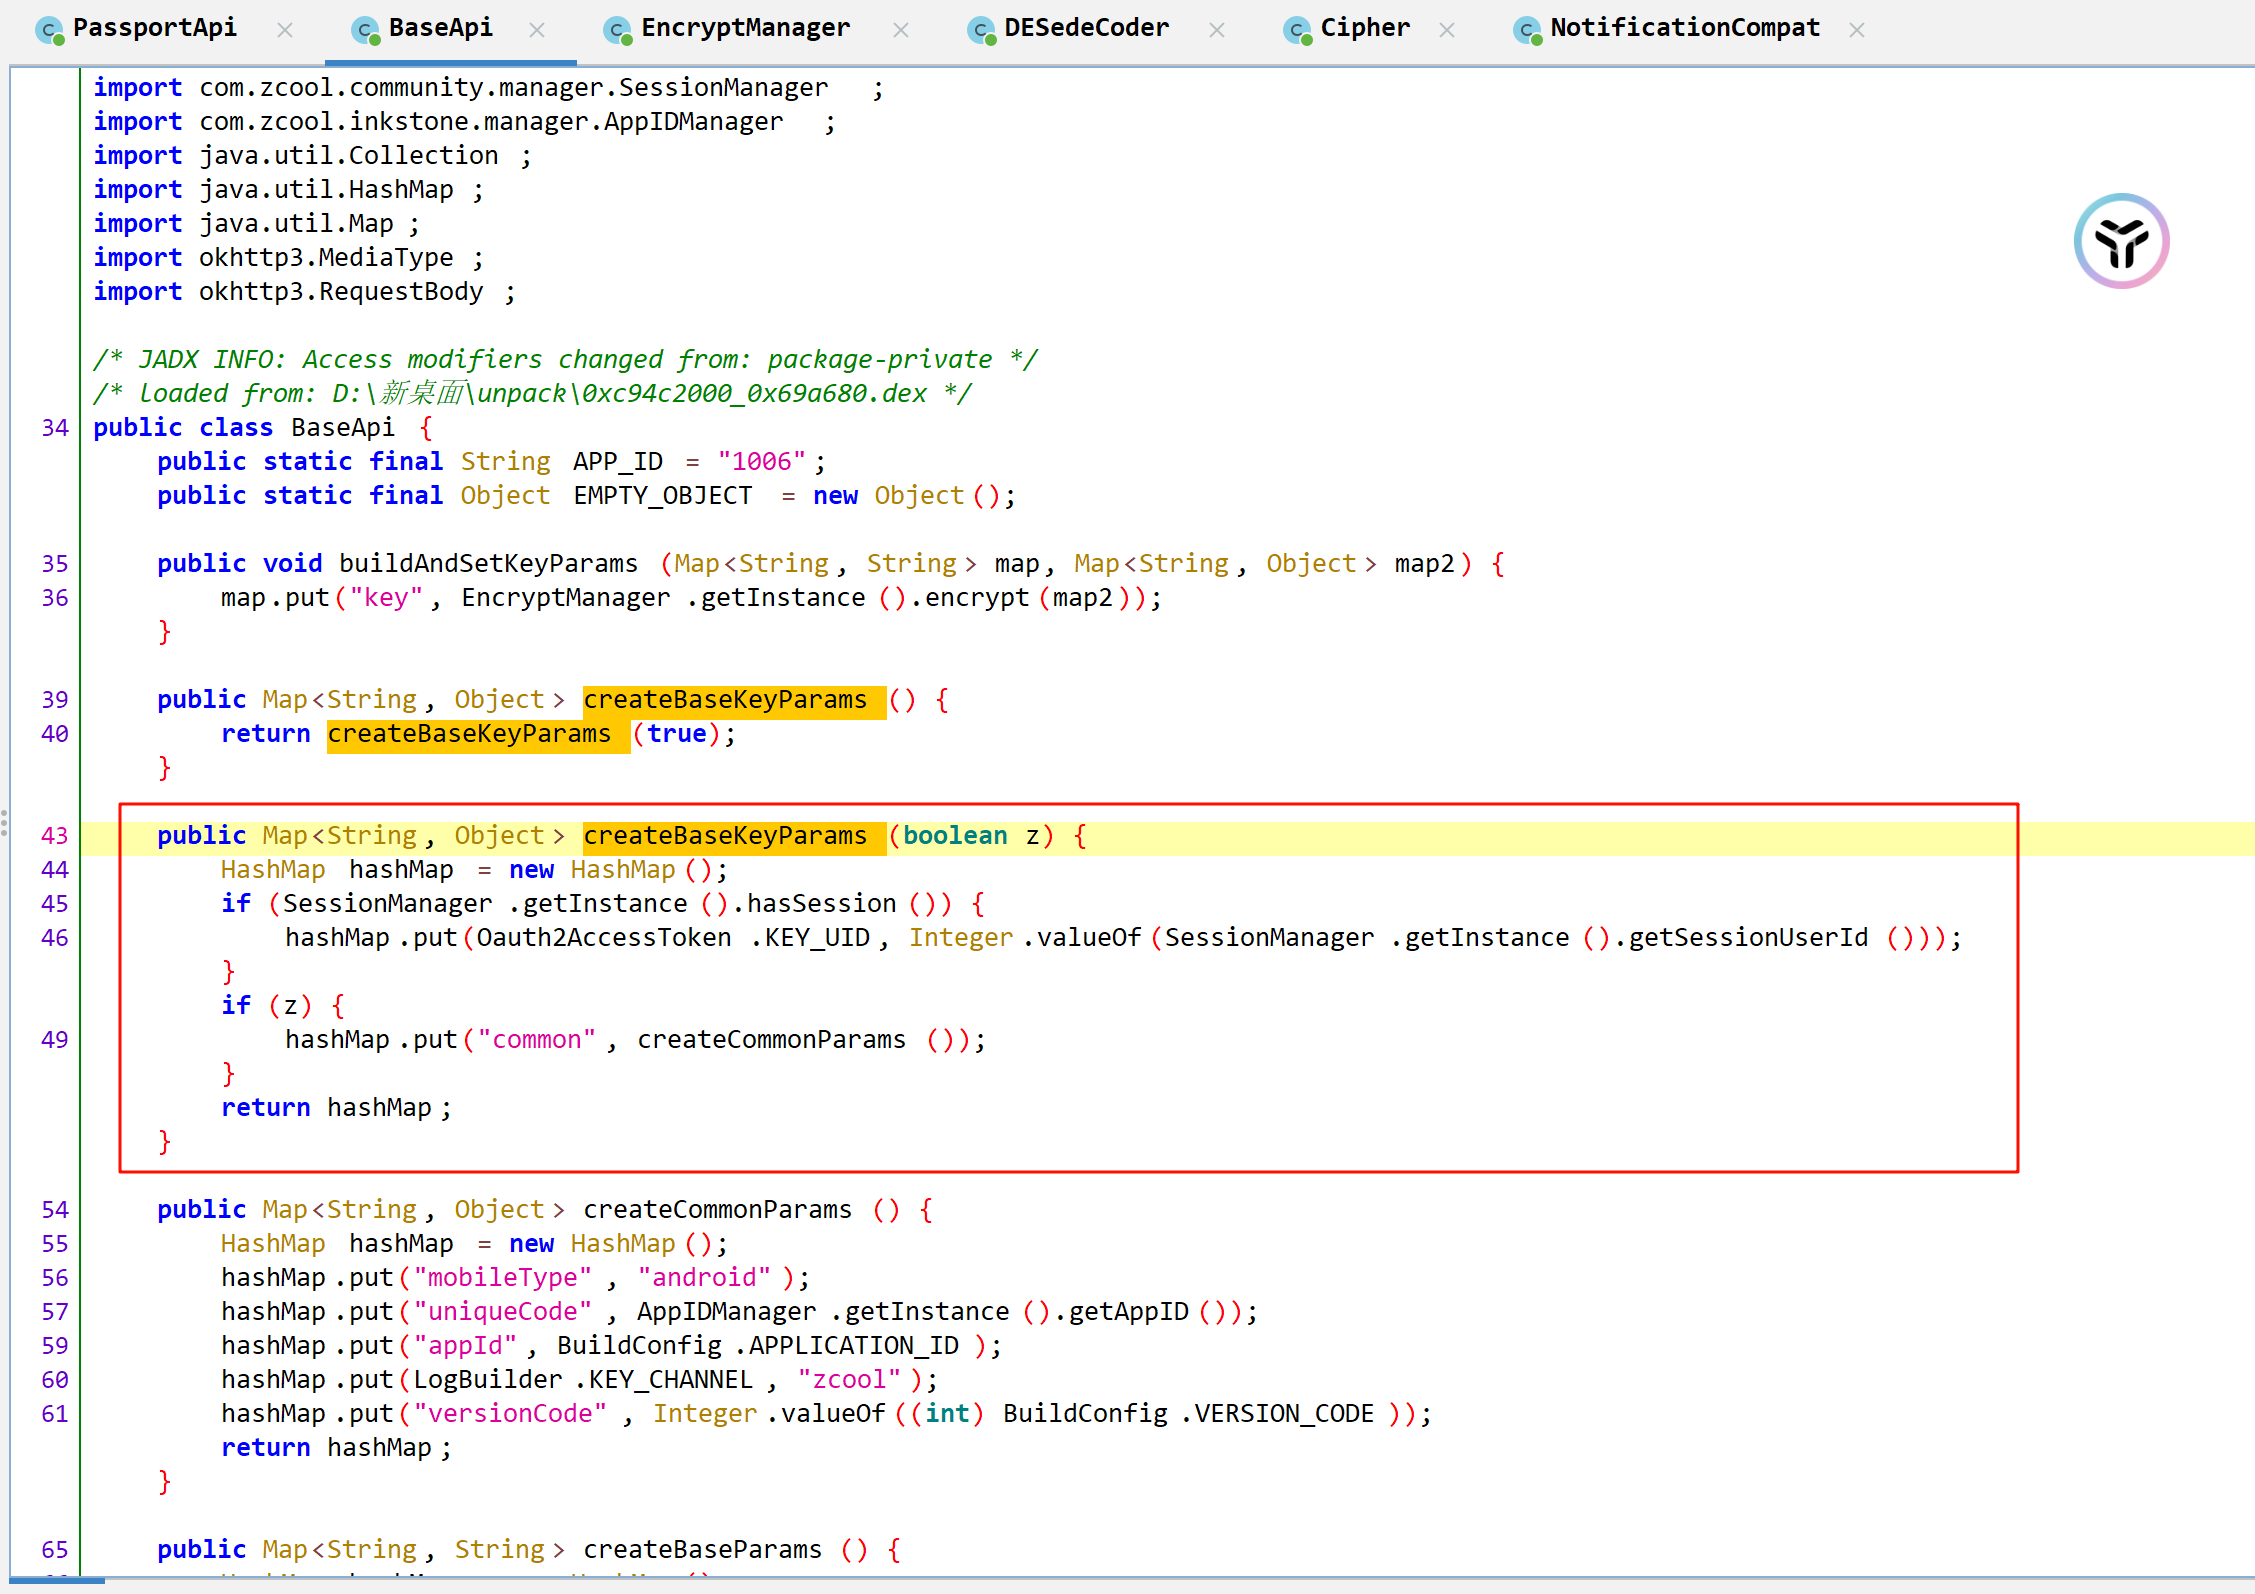 PassportApi BaseApi EncryptManager DESedeCoder Cipher NotificationCompat
import com.zcool.community.manager.SessionManager ;
import com.zcool.inkstone.manager.AppIDManager ;
import java.util.Collection ;
import java.util.HashMap ;
import java.util.Map ;
import okhttp3.MediaType ;
import okhttp3.RequestBody ;
/* JADX INFO: Access modifiers changed from: package-private */
/* loaded from: D:\新桌面\unpack\0xc94c2000_0x69a680.dex */
34 public class BaseApi {
public static final String APP_ID = "1006" ;
public static final Object EMPTY_OBJECT = new Object ();
35 public void buildAndSetKeyParams (Map<String , String > map, Map<String , Object > map2) {
36 map.put("key" , EncryptManager .getInstance ().encrypt(map2));
}
39 public Map<String , Object > createBaseKeyParams () {
40 return createBaseKeyParams (true);
}
43 public Map<String , Object > createBaseKeyParams (boolean z) {
44 HashMap hashMap = new HashMap ();
45 if (SessionManager .getInstance ().hasSession ()) {
46 hashMap .put(Oauth2AccessToken .KEY_UID , Integer .valueOf (SessionManager .getInstance ().getSessionUserId ()));
}
if (z) {
49 hashMap .put("common" , createCommonParams ());
}
return hashMap ;
}
54 public Map<String , Object > createCommonParams () {
55 HashMap hashMap = new HashMap ();
56 hashMap .put("mobileType" , "android" );
57 hashMap .put("uniqueCode" , AppIDManager .getInstance ().getAppID ());
59 hashMap .put("appId" , BuildConfig .APPLICATION_ID );
60 hashMap .put(LogBuilder .KEY_CHANNEL , "zcool" );
61 hashMap .put("versionCode" , Integer .valueOf ((int) BuildConfig .VERSION_CODE ));
return hashMap ;
}
65 public Map<String , String > createBaseParams () {